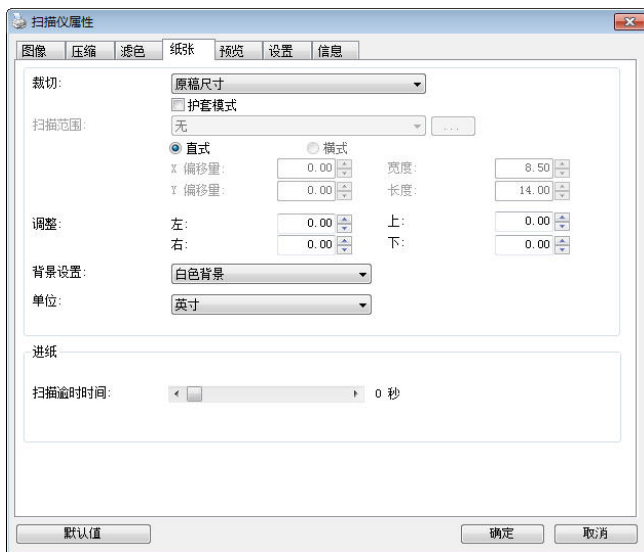 扫描仪属性
图像 压缩 滤色 纸张 预览 设置 信息
裁切: 原稿尺寸
护套模式
扫描范围: 无 ...
直式 横式
X 偏移量: 0.00 宽度: 8.50
Y 偏移量: 0.00 长度: 14.00
调整: 左: 0.00 上: 0.00
右: 0.00 下: 0.00
背景设置: 白色背景
单位: 英寸
进纸
扫描逾时时间: 0 秒
默认值 确定 取消